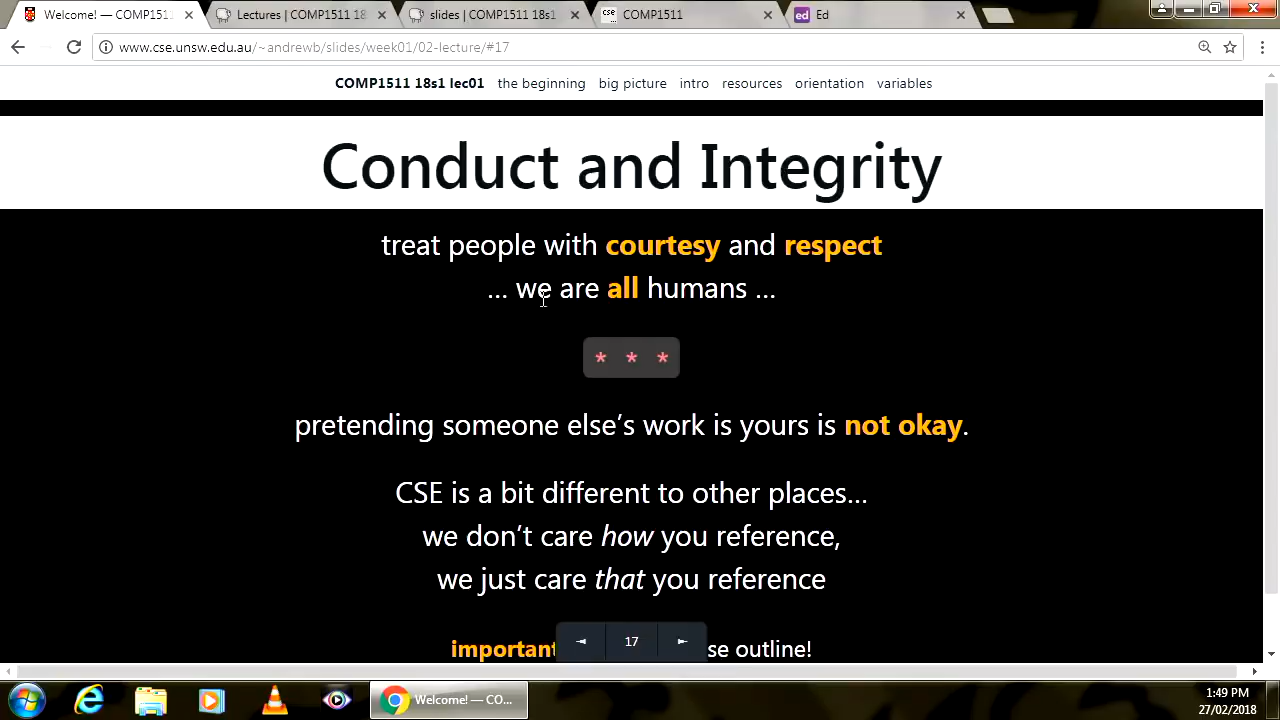 Welcome! — COMP1511
Lectures | COMP1511 18
slides | COMP1511 18s1
cse
COMP1511
ed
Ed
www.cse.unsw.edu.au/~andrewb/slides/week01/02-lecture/#17
COMP1511 18s1 lec01 the beginning big picture intro resources orientation variables
Conduct and Integrity
treat people with courtesy and respect
... we are all humans ...
* * *
pretending someone else’s work is yours is not okay.
CSE is a bit different to other places...
we don’t care how you reference,
we just care that you reference
important
se outline!
◄ 17 ►
Welcome! — CO...
1:49 PM
27/02/2018